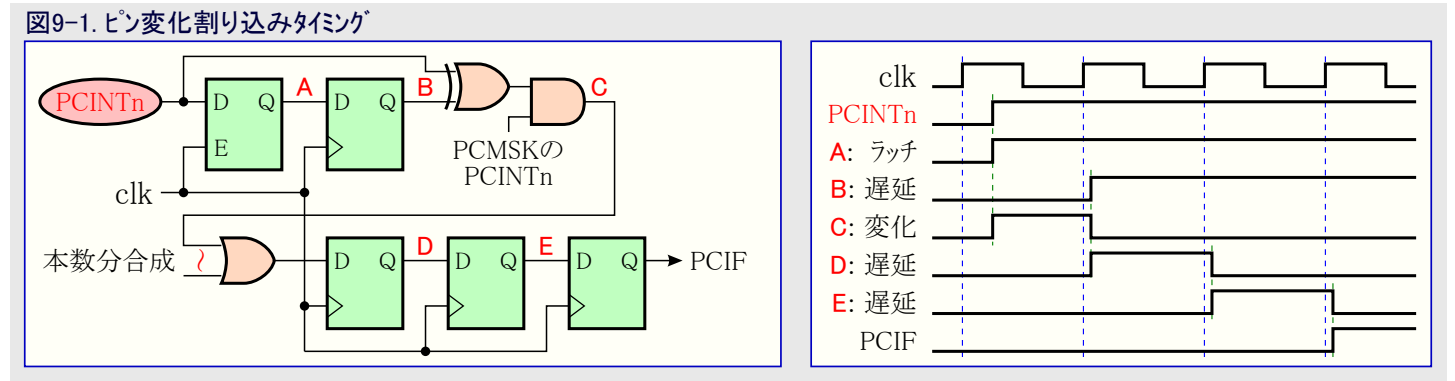 図9-1. ピン変化割り込みタイミング
PCINTn
D Q
E
A
D Q
B
C
PCMSKの
PCINTn
clk
本数分合成
~
D Q
D
D Q
E
D Q
PCIF
clk
PCINTn
A: ラッチ
B: 遅延
C: 変化
D: 遅延
E: 遅延
PCIF